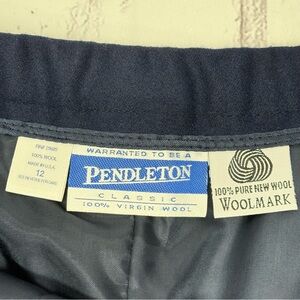 100% WOOL
MADE IN U.S.A.
12
WARRANTED TO BE A
PENDLETON
CLASSIC
100% VIRGIN WOOL
100% PURE NEW WOOL
WOOLMARK